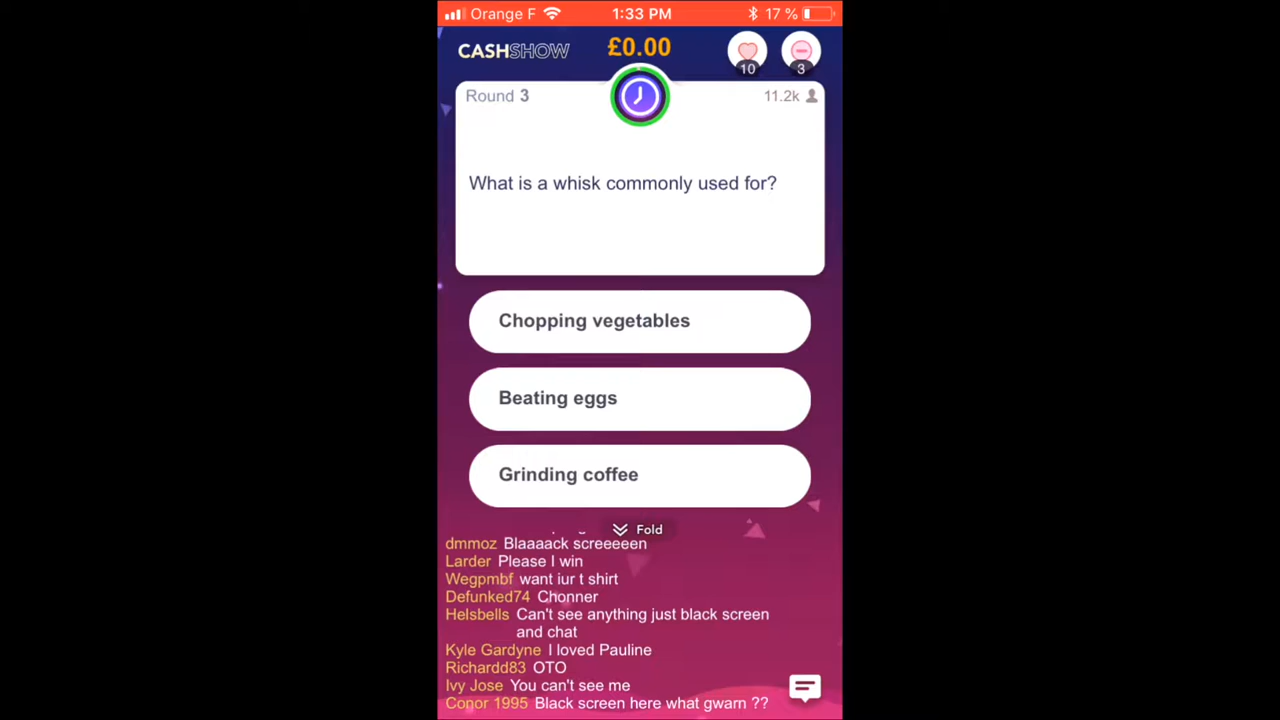 Orange F 1:33 PM 17 %
CASHSHOW £0.00 10 3
Round 3 11.2k
What is a whisk commonly used for?
Chopping vegetables
Beating eggs
Grinding coffee
Fold
dmmoz Blaaaack screeeeen
Larder Please I win
Wegpmbf want iur t shirt
Defunked74 Chonner
Helsbells Can't see anything just black screen
and chat
Kyle Gardyne I loved Pauline
Richardd83 OTO
Ivy Jose You can't see me
Conor 1995 Black screen here what gwarn ??